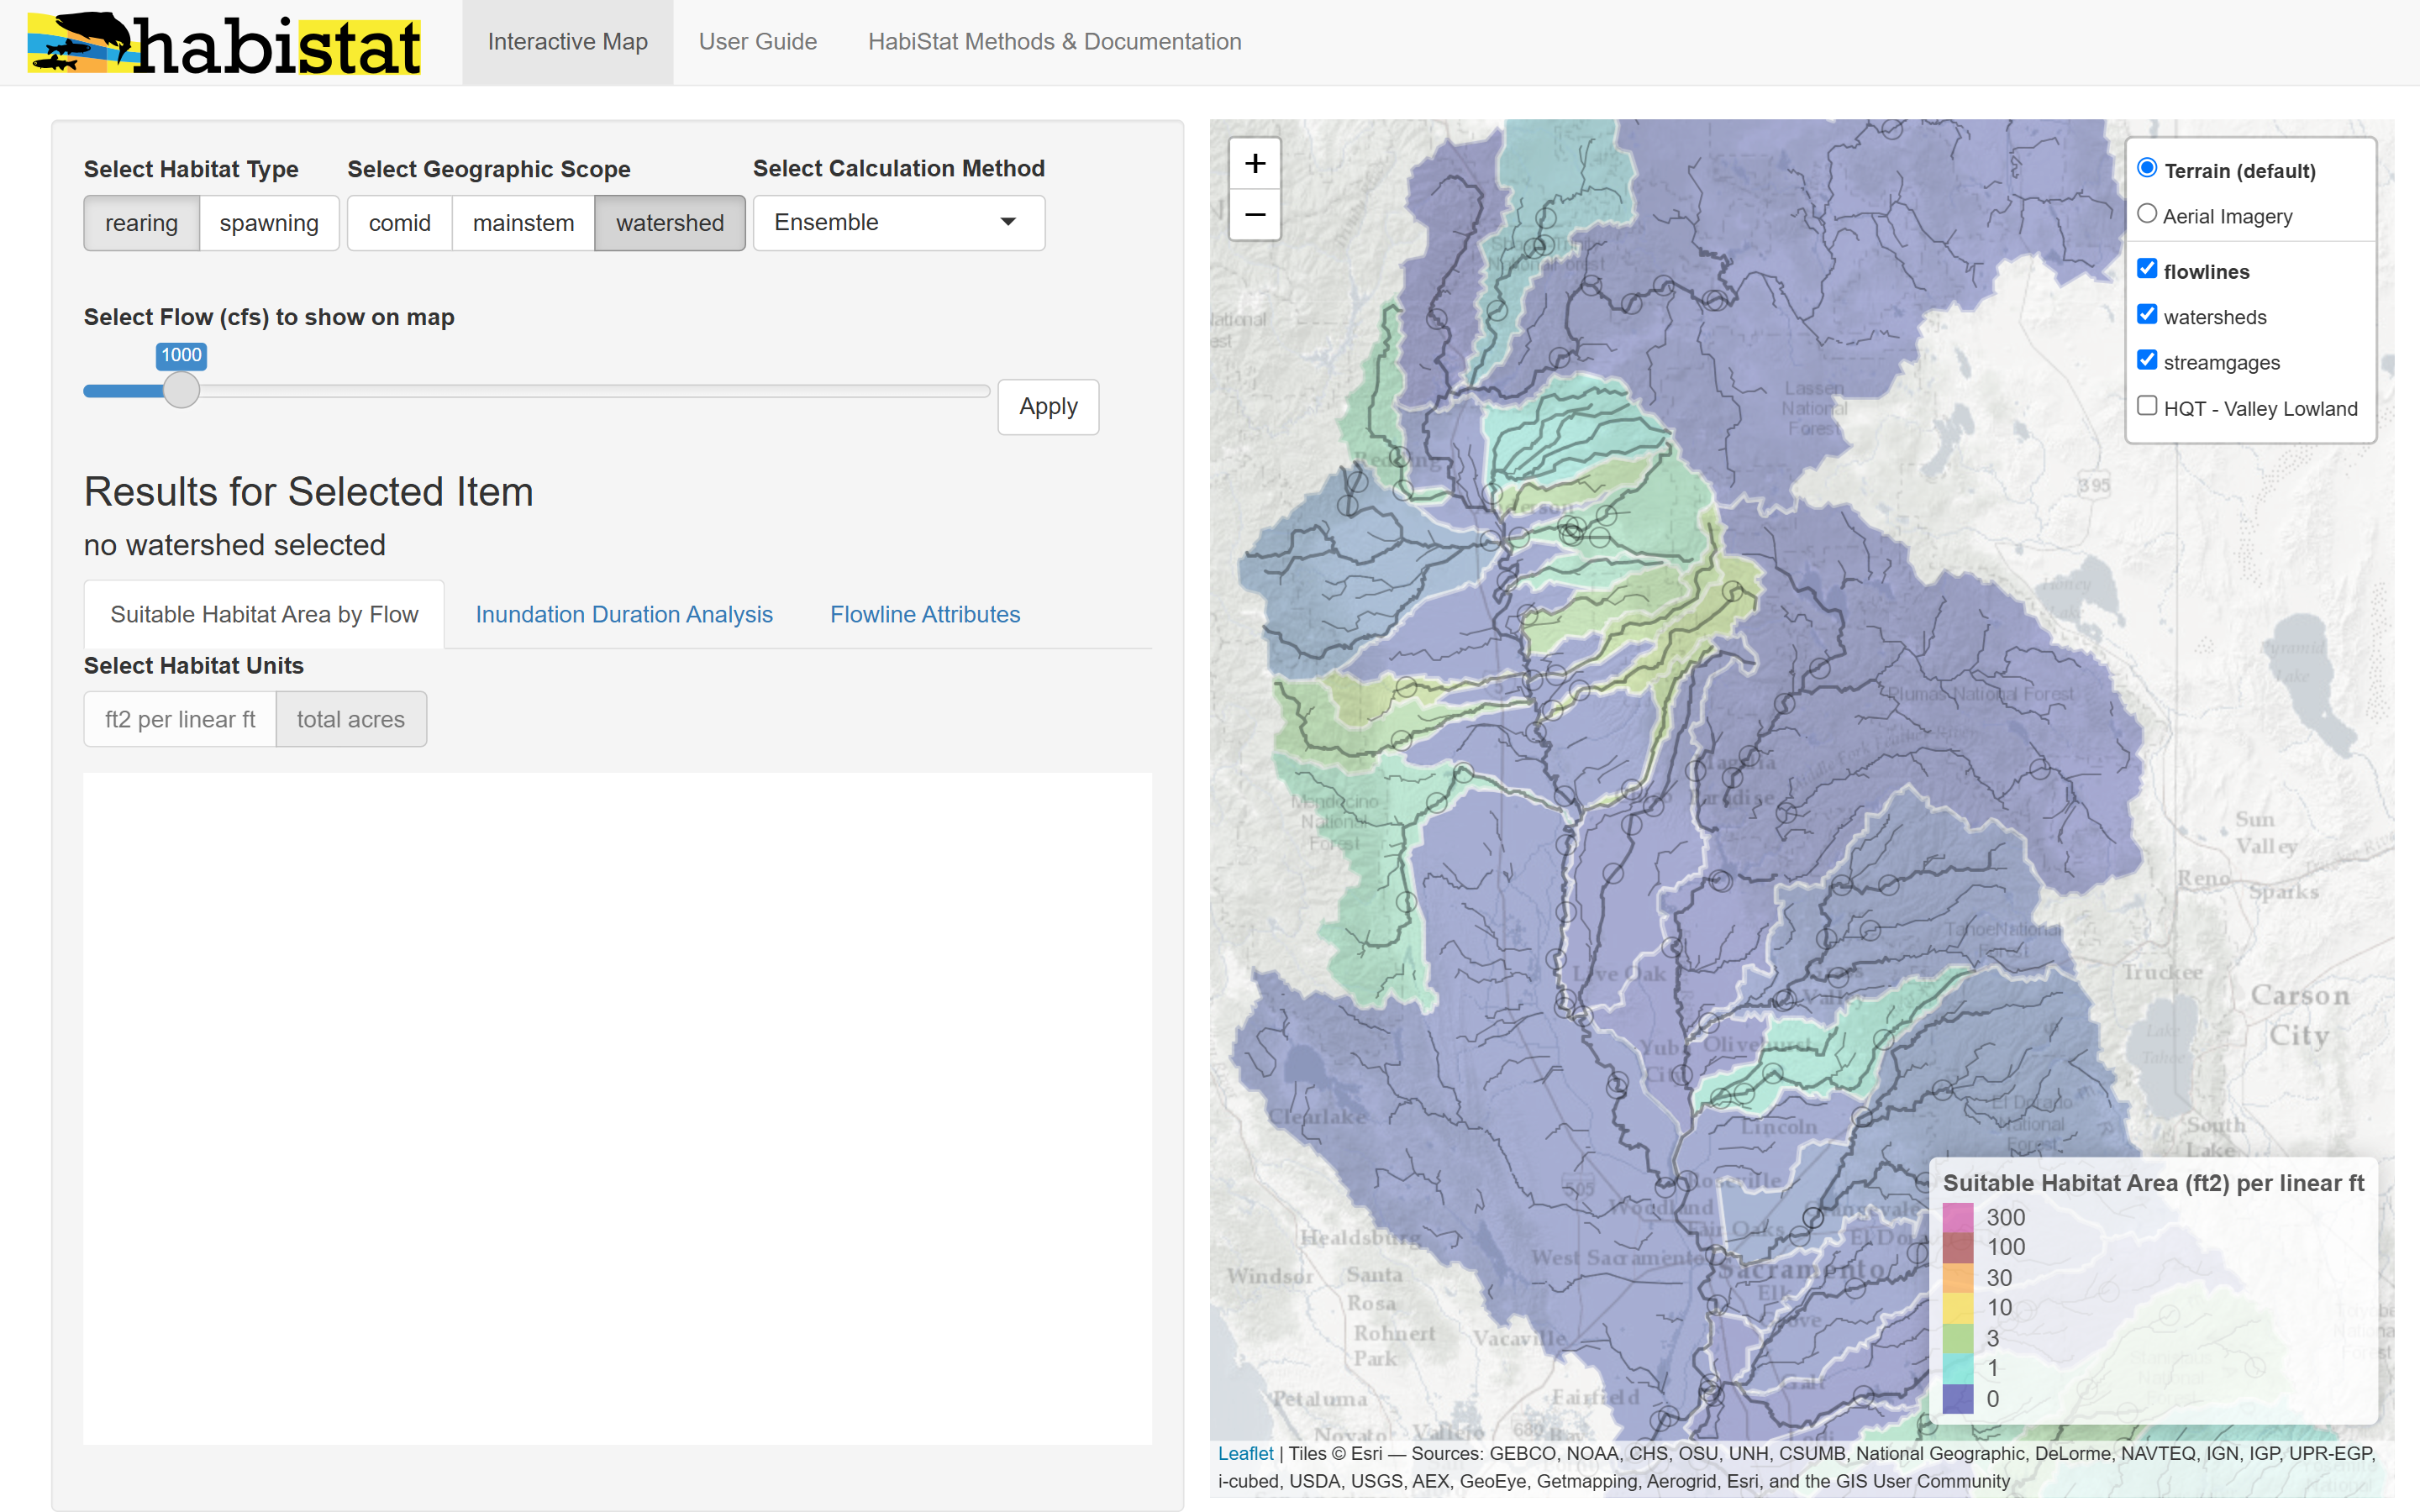 habistat
Interactive Map
User Guide
HabiStat Methods & Documentation
Select Habitat Type
Select Geographic Scope
Select Calculation Method
rearing
spawning
comid
mainstem
watershed
Ensemble
Select Flow (cfs) to show on map
1000
Apply
Results for Selected Item
no watershed selected
Suitable Habitat Area by Flow
Inundation Duration Analysis
Flowline Attributes
Select Habitat Units
ft2 per linear ft
total acres
+
−
Terrain (default)
Aerial Imagery
flowlines
watersheds
streamgages
HQT - Valley Lowland
Lassen
National
Forest
395
Plumas National Forest
Mendocino
National
Forest
Paradise
Sun
Valley
Reno
Sparks
Tahoe National
Forest
Truckee
Carson
City
Live Oak
Olivehurst
Yuba
City
Clearlake
Lincoln
El Dorado
National
Forest
South
Lake
505
Roseville
Woodland
Fair Oaks
Healdsburg
West Sacramento
Sacramento
Windsor
Santa
Rosa
Elk
Grove
Rohnert
Park
Vacaville
Petaluma
Fairfield
Galt
Novato
Vallejo
680
Suitable Habitat Area (ft2) per linear ft
300
100
30
10
3
1
0
Leaflet | Tiles © Esri — Sources: GEBCO, NOAA, CHS, OSU, UNH, CSUMB, National Geographic, DeLorme, NAVTEQ, IGN, IGP, UPR-EGP,
i-cubed, USDA, USGS, AEX, GeoEye, Getmapping, Aerogrid, Esri, and the GIS User Community